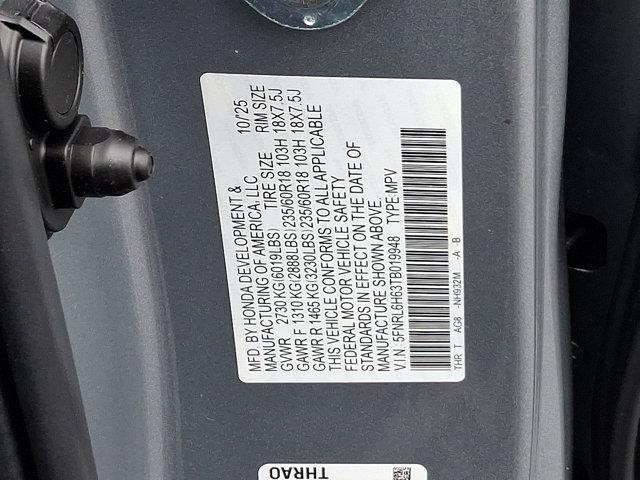 MFD. BY HONDA DEVELOPMENT & 10/25
MANUFACTURING OF AMERICA, LLC
GVWR 2730 KG(6019LBS) TIRE SIZE RIM SIZE
GAWR F 1310 KG(2888LBS) 235/60R18 103H 18X7.5J
GAWR R 1465 KG(3230LBS) 235/60R18 103H 18X7.5J
THIS VEHICLE CONFORMS TO ALL APPLICABLE
FEDERAL MOTOR VEHICLE SAFETY
STANDARDS IN EFFECT ON THE DATE OF
MANUFACTURE SHOWN ABOVE.
V.I.N: 5FNRL6H63TB019948 TYPE:MPV
THR T AG8 -NH932M -A -B
THRA0